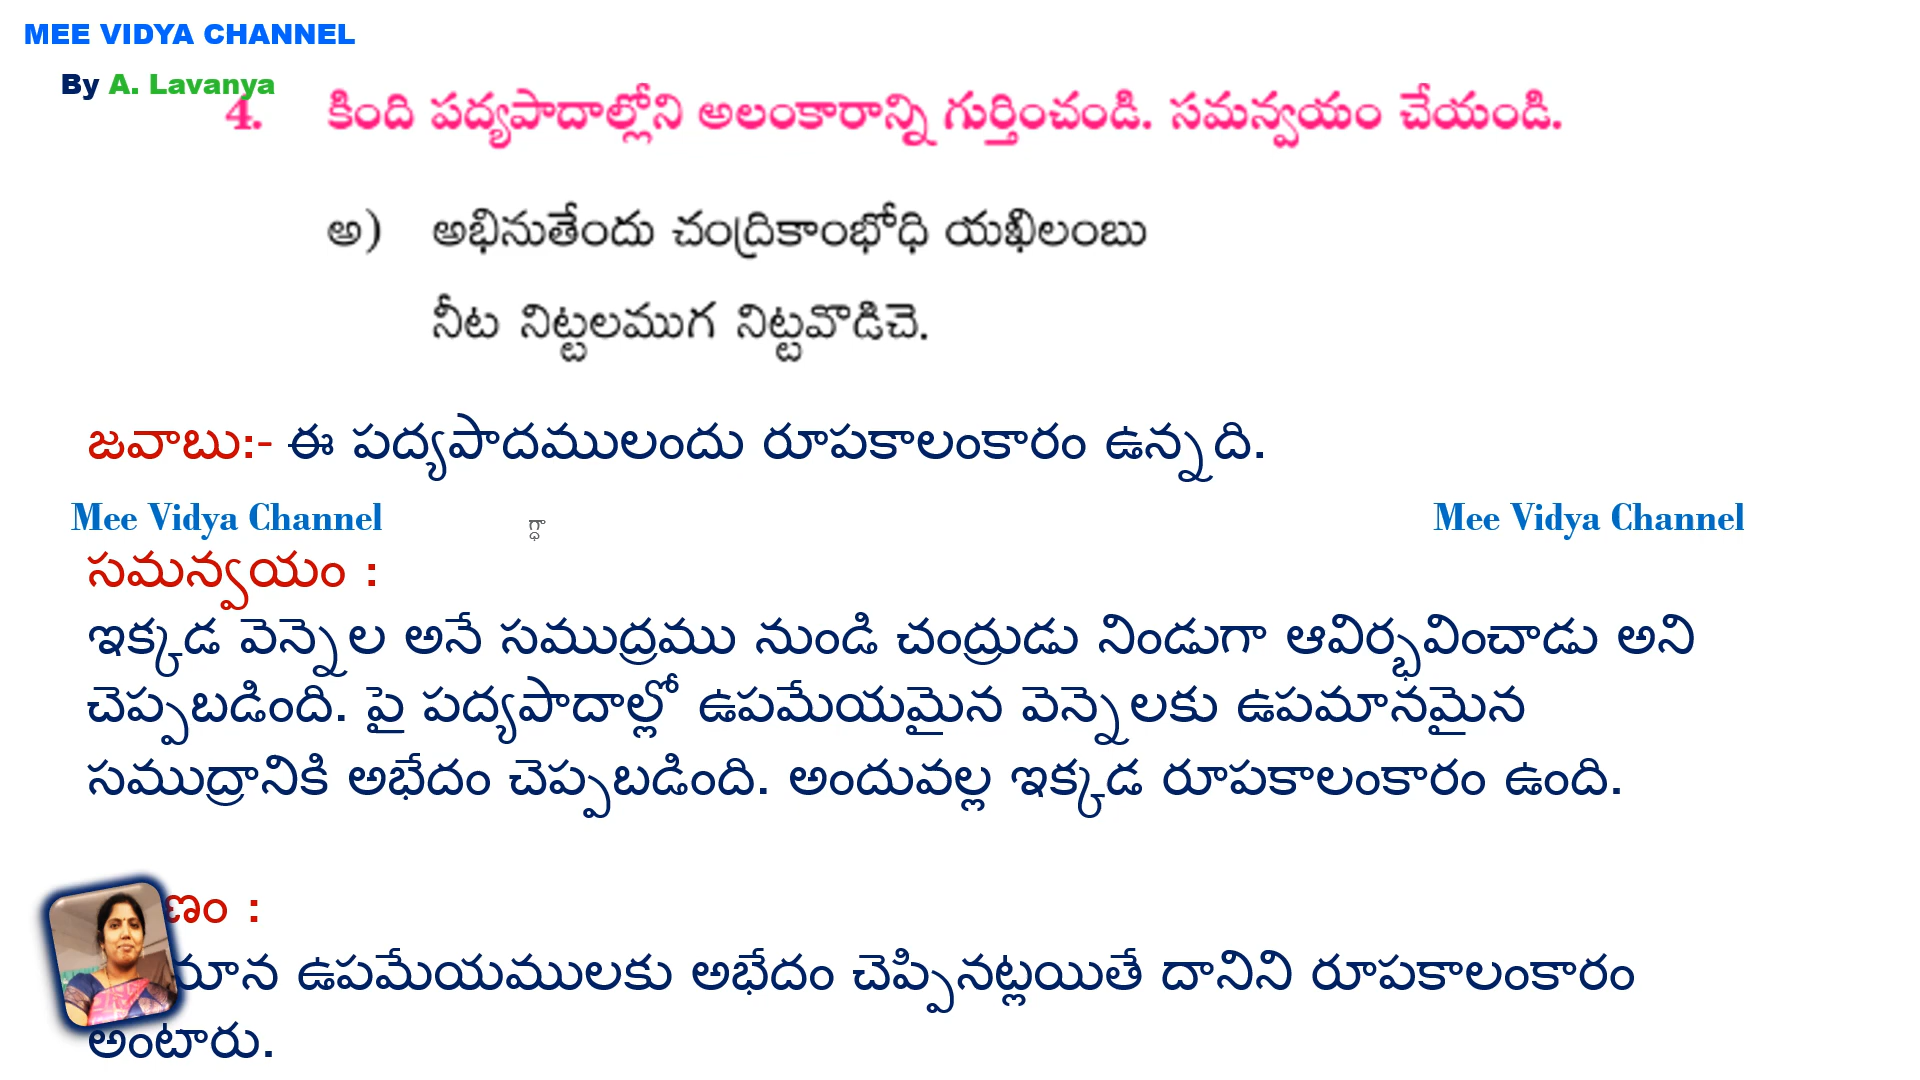 MEE VIDYA CHANNEL
By A. Lavanya
4. కింది పద్యపాదాల్లోని అలంకారాన్ని గుర్తించండి. సమన్వయం చేయండి.
అ) అభినుతేందు చంద్రికాంభోధి యఖిలంబు
నీట నిట్టలముగ నిట్టవొడిచె.
జవాబు:- ఈ పద్యపాదములందు రూపకాలంకారం ఉన్నది.
Mee Vidya Channel
Mee Vidya Channel
సమన్వయం :
ఇక్కడ వెన్నెల అనే సముద్రము నుండి చంద్రుడు నిండుగా ఆవిర్భవించాడు అని
చెప్పబడింది. పై పద్యపాదాల్లో ఉపమేయమైన వెన్నెలకు ఉపమానమైన
సముద్రానికి అభేదం చెప్పబడింది. అందువల్ల ఇక్కడ రూపకాలంకారం ఉంది.
ణం :
మాన ఉపమేయములకు అభేదం చెప్పినట్లయితే దానిని రూపకాలంకారం
అంటారు.